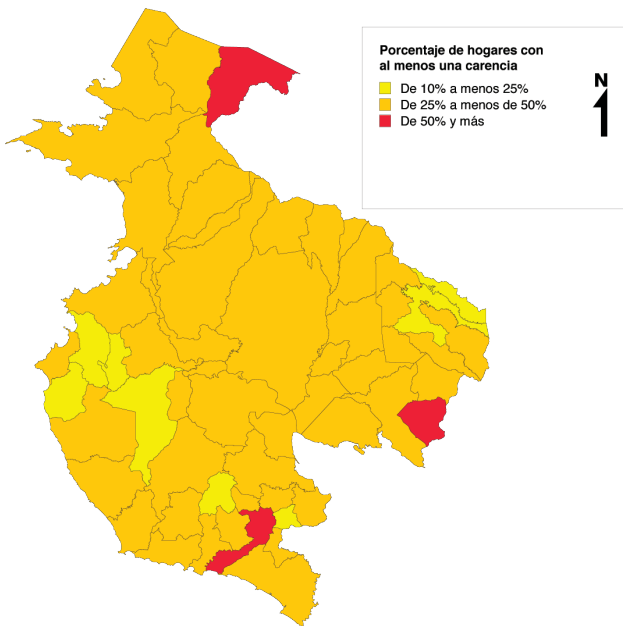 Porcentaje de hogares con
al menos una carencia
De 10% a menos 25%
De 25% a menos de 50%
De 50% y más
N